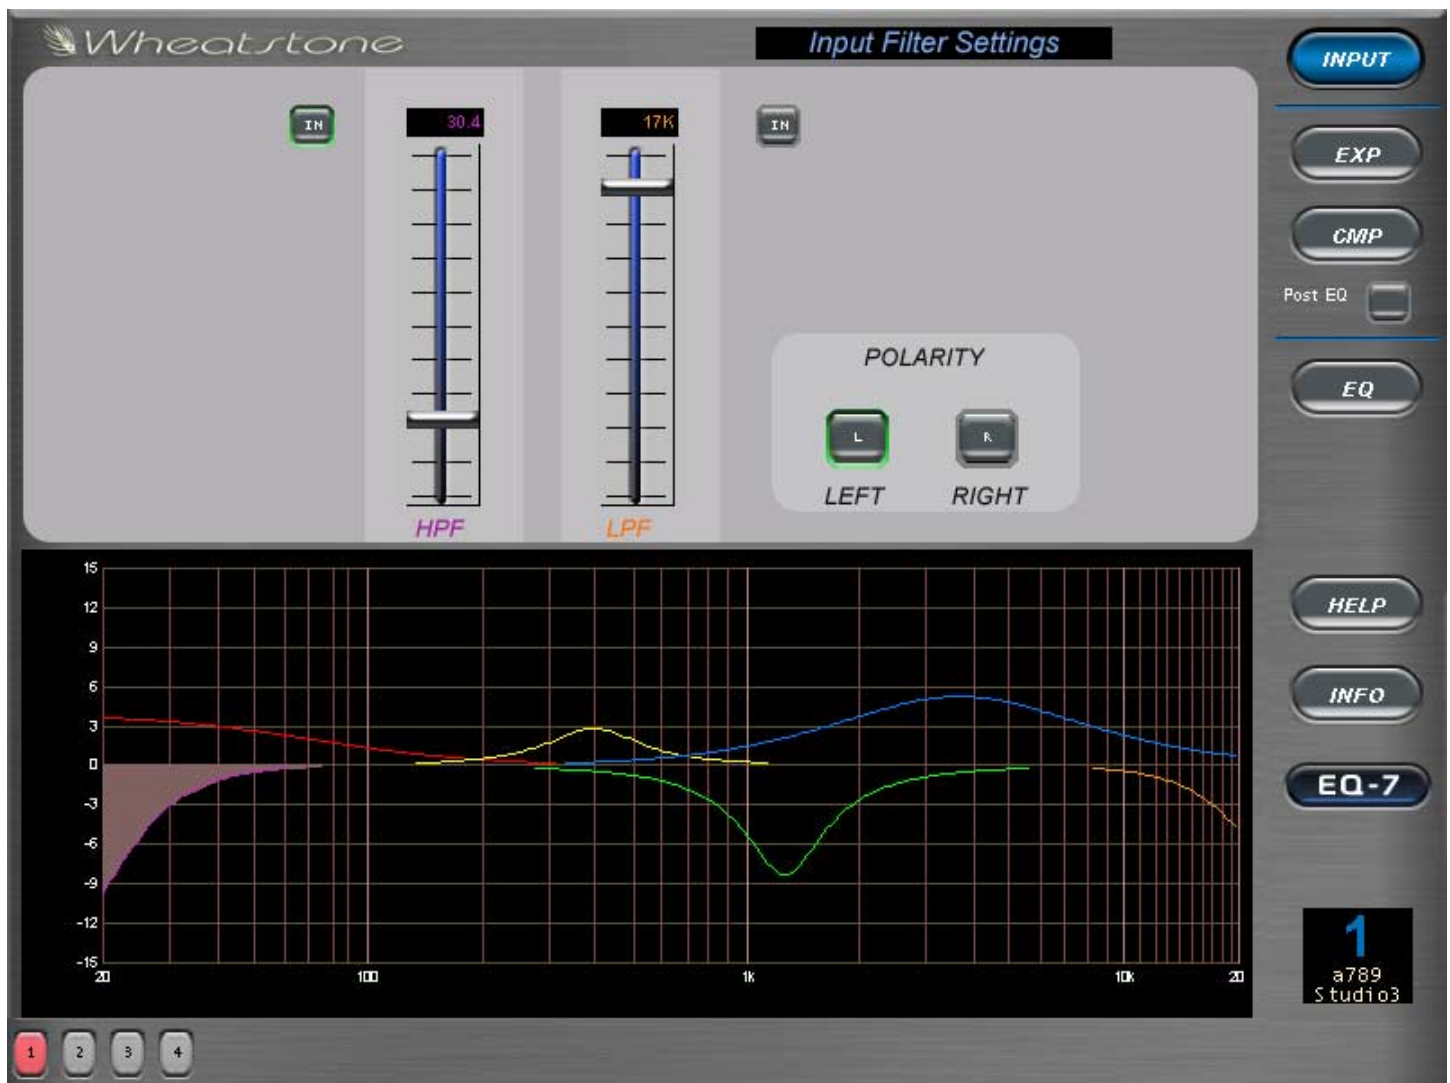 Wheatstone
Input Filter Settings
INPUT
IN
30.4
17K
IN
EXP
CMP
Post EQ
POLARITY
EQ
L
R
LEFT
RIGHT
HPF
LPF
15
12
9
6
3
0
-3
-6
-9
-12
-15
20
100
1k
10k
20
HELP
INFO
EQ-7
1
a789
Studio3
1
2
3
4